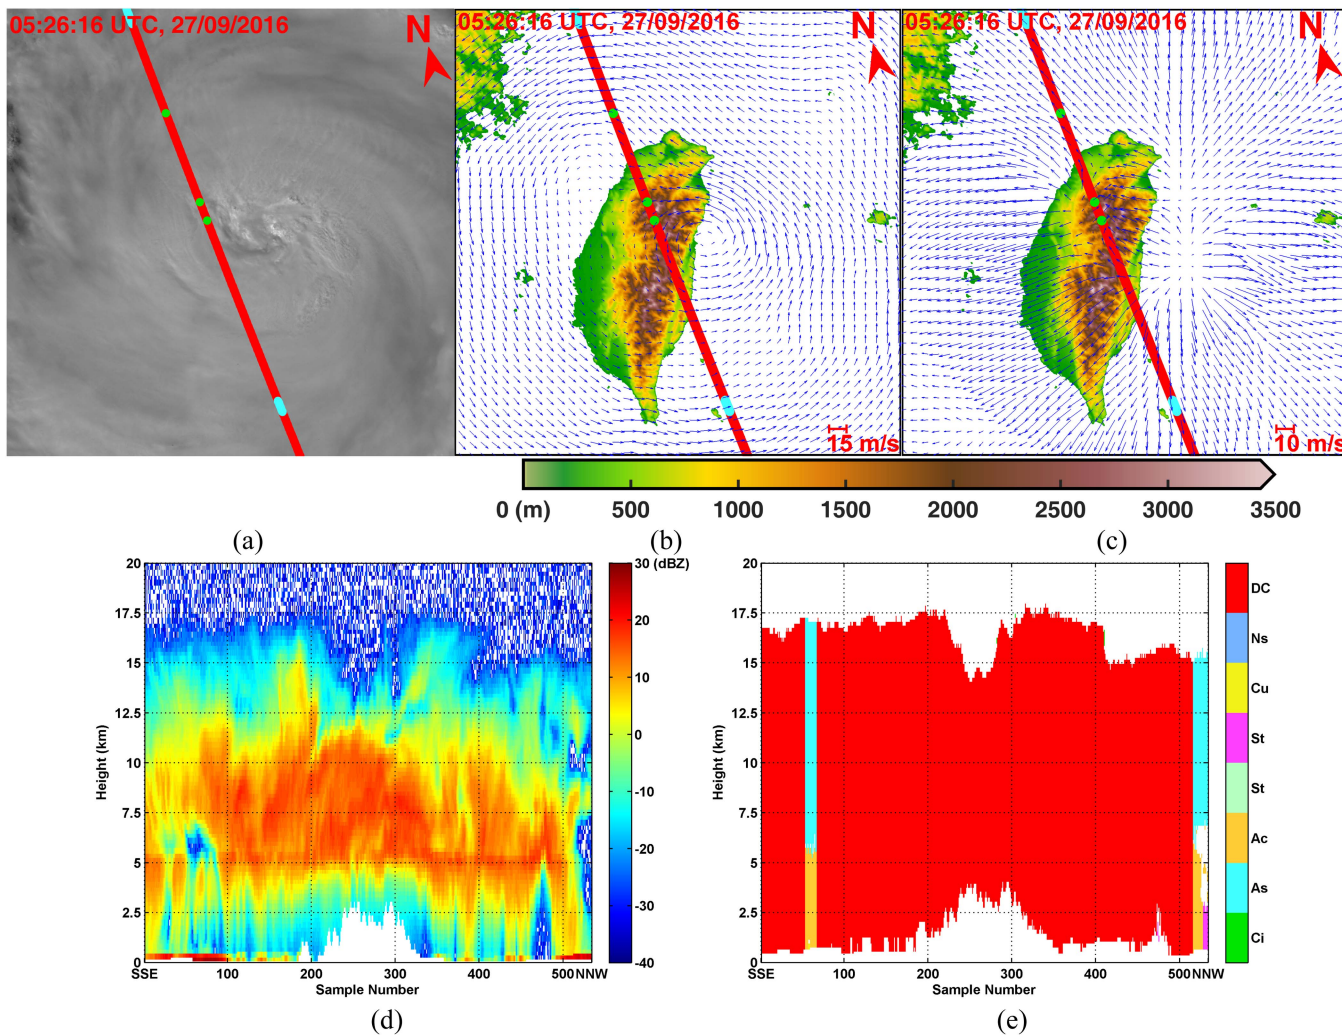 05:26:16 UTC, 27/09/2016
N
05:26:16 UTC, 27/09/2016
N
15 m/s
05:26:16 UTC, 27/09/2016
N
10 m/s
0 (m) 500 1000 1500 2000 2500 3000 3500
(a) (b) (c)
20
17.5
15
12.5
10
7.5
5
2.5
0
Height (km)
SSE 100 200 300 400 500 NNW
Sample Number
30 (dBZ)
20
10
0
-10
-20
-30
-40
(d)
20
17.5
15
12.5
10
7.5
5
2.5
0
Height (km)
SSE 100 200 300 400 500 NNW
Sample Number
DC
Ns
Cu
St
St
Ac
As
Ci
(e)